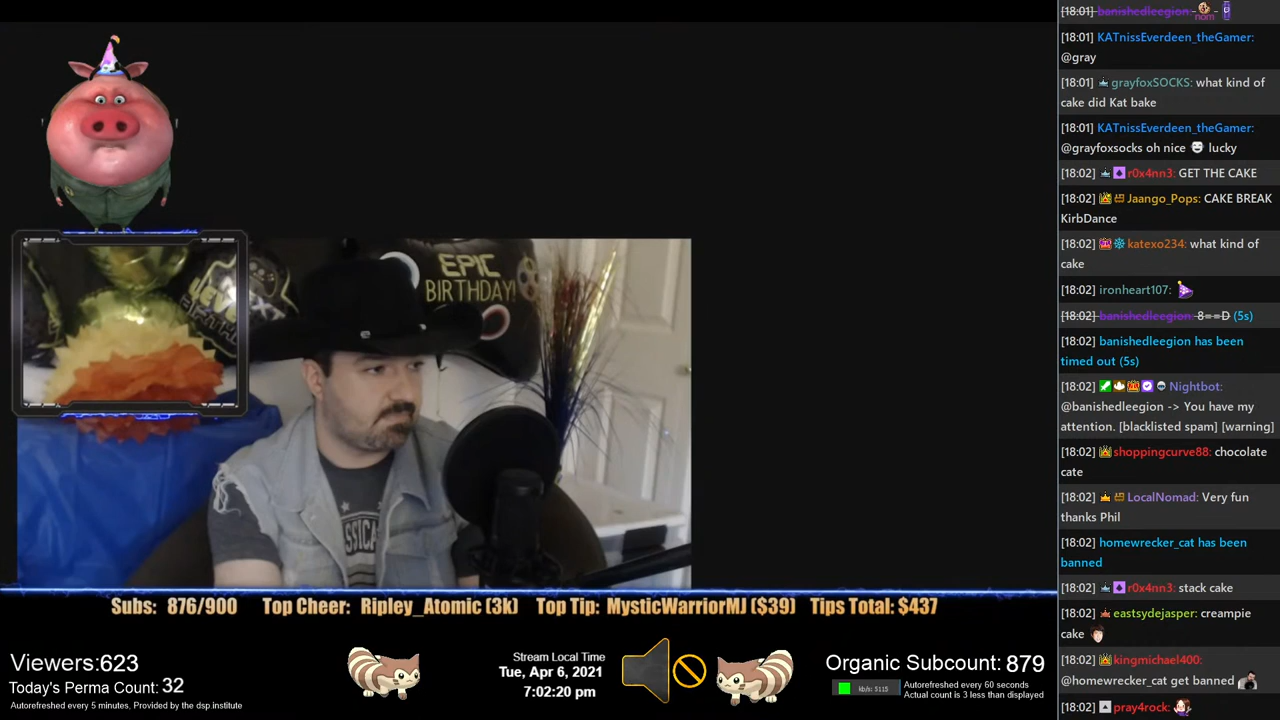 EPIC
BIRTHDAY!
LEVEL
SSICA
Subs: 876/900 Top Cheer: Ripley_Atomic (3k) Top Tip: MysticWarriorMJ ($39) Tips Total: $437
Viewers:623
Today's Perma Count: 32
Autorefreshed every 5 minutes, Provided by the dsp institute
Stream Local Time
Tue, Apr 6, 2021
7:02:20 pm
Organic Subcount: 879
kb/s: 5115
Autorefreshed every 60 seconds
Actual count is 3 less than displayed
[18:01] banishedleegion nom
[18:01] KATnissEverdeen_theGamer:
@gray
[18:01] grayfoxSOCKS: what kind of
cake did Kat bake
[18:01] KATnissEverdeen_theGamer:
@grayfoxsocks oh nice lucky
[18:02] r0x4nn3: GET THE CAKE
[18:02] Jaango_Pops: CAKE BREAK
KirbDance
[18:02] katexo234: what kind of
cake
[18:02] ironheart107:
[18:02] banishedleegion: 8==D (5s)
[18:02] banishedleegion has been
timed out (5s)
[18:02] Nightbot:
@banishedleegion -> You have my
attention. [blacklisted spam] [warning]
[18:02] shoppingcurve88: chocolate
cate
[18:02] LocalNomad: Very fun
thanks Phil
[18:02] homewrecker_cat has been
banned
[18:02] r0x4nn3: stack cake
[18:02] eastsydejasper: creampie
cake
[18:02] kingmichael400:
@homewrecker_cat get banned
[18:02] pray4rock: